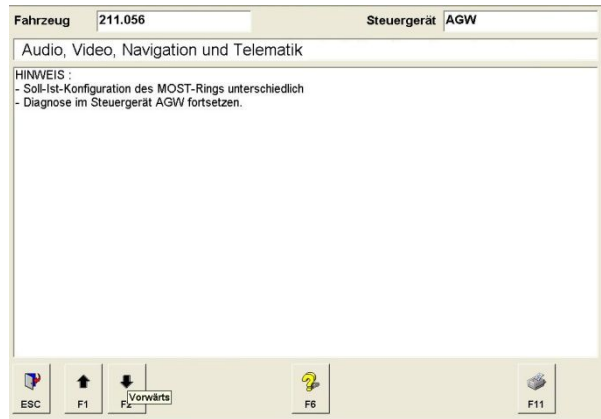 Fahrzeug 211.056 Steuergerät AGW
Audio, Video, Navigation und Telematik
HINWEIS :
- Soll-Ist-Konfiguration des MOST-Rings unterschiedlich
- Diagnose im Steuergerät AGW fortsetzen.
Vorwärts
ESC F1 F2 F6 F11